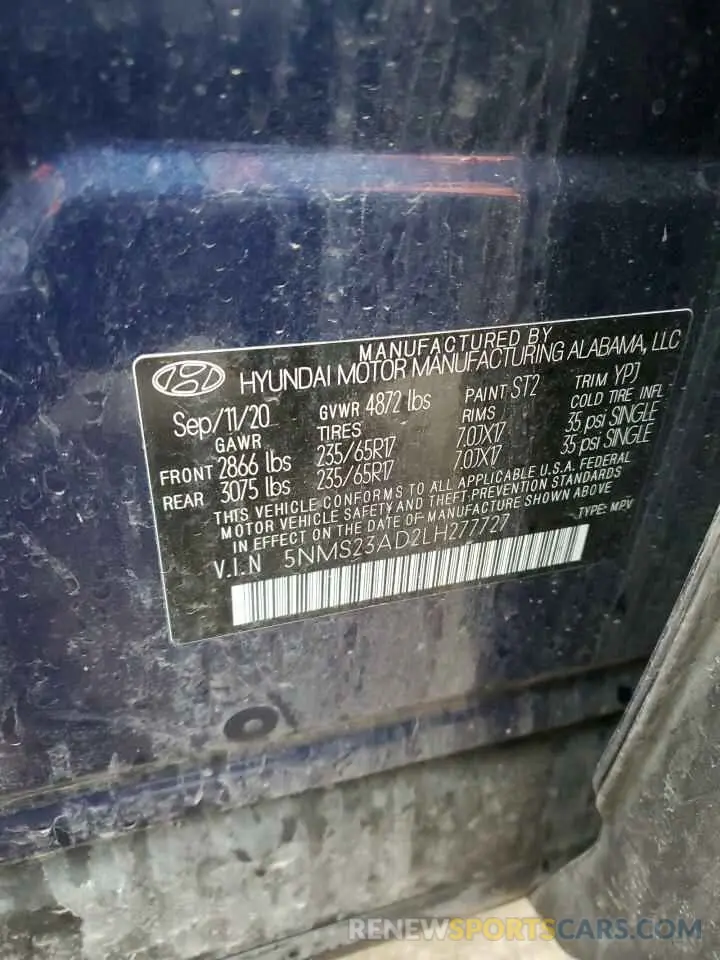 MANUFACTURED BY
HYUNDAI MOTOR MANUFACTURING ALABAMA, LLC
Sep/11/20 GVWR 4872 lbs PAINT ST2 TRIM YPJ
GAWR TIRES RIMS COLD TIRE INFL
FRONT 2866 lbs 235/65R17 7.0JX17 35 psi SINGLE
REAR 3075 lbs 235/65R17 7.0JX17 35 psi SINGLE
THIS VEHICLE CONFORMS TO ALL APPLICABLE U.S.A. FEDERAL
MOTOR VEHICLE SAFETY AND THEFT PREVENTION STANDARDS
IN EFFECT ON THE DATE OF MANUFACTURE SHOWN ABOVE
V.I.N 5NMS23AD2LH277727 TYPE: MPV
RENEWSPORTSCARS.COM